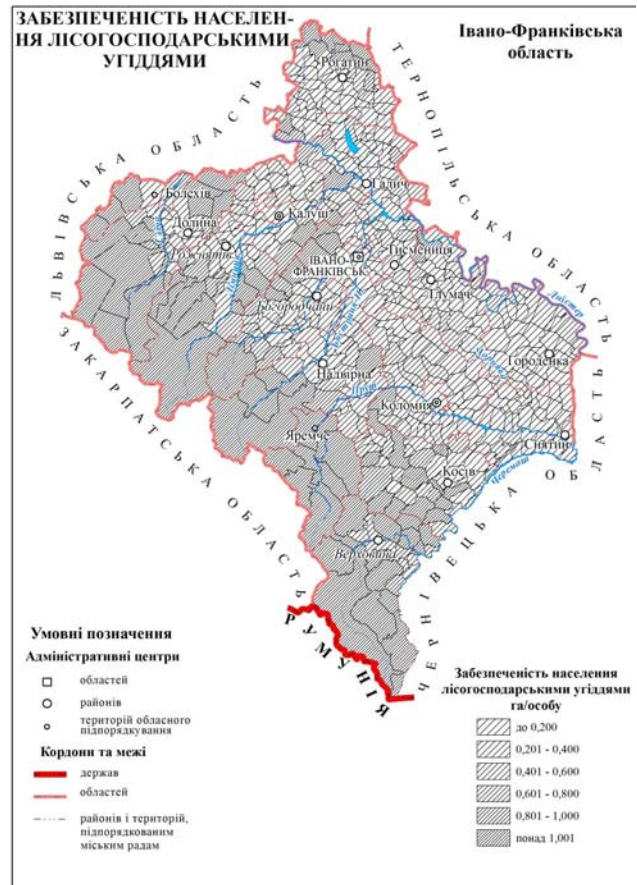 ЗАБЕЗПЕЧЕНІСТЬ НАСЕЛЕН-
НЯ ЛІСОГОСПОДАРСЬКИМИ
УГІДДЯМИ
Івано-Франківська
область
ЛЬВІВСЬКА ОБЛАСТЬ
ТЕРНОПІЛЬСЬКА ОБЛАСТЬ
Рогатин
Галич
Болехів
Калуш
Долина
Рожнятів
ІВАНО-
ФРАНКІВСЬК
Тисмениця
Тлумач
Дністер
Богородчани
Городенка
Надвірна
Прут
Коломия
Снятин
Яремче
Косів
Черемош
Верховина
ЗАКАРПАТСЬКА ОБЛАСТЬ
ЧЕРНІВЕЦЬКА ОБЛАСТЬ
РУМУНІЯ
Умовні позначення
Адміністративні центри
областей
районів
територій обласного
підпорядкування
Кордони та межі
держав
областей
районів і територій,
підпорядкованим
міським радам
Забезпеченість населення
лісогосподарськими угіддями
га/особу
до 0,200
0,201 - 0,400
0,401 - 0,600
0,601 - 0,800
0,801 - 1,000
понад 1,001